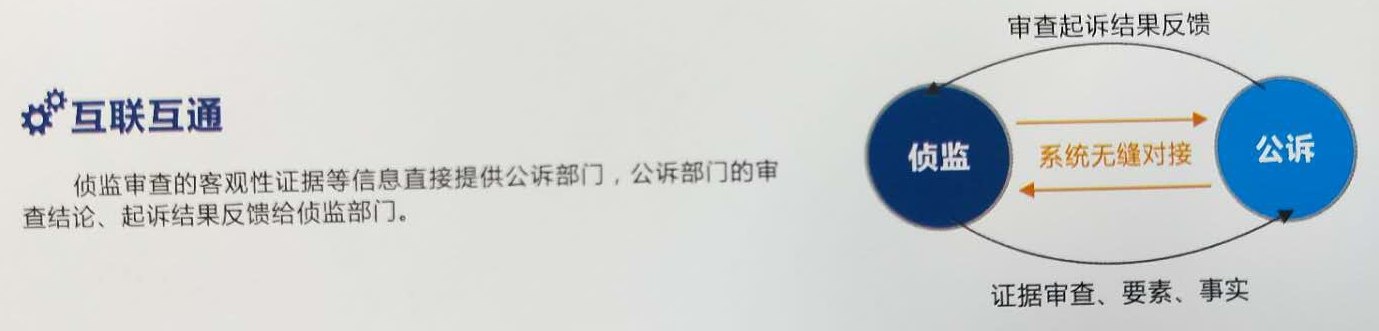 互联互通
侦监审查的客观性证据等信息直接提供公诉部门，公诉部门的审
查结论、起诉结果反馈给侦监部门。
审查起诉结果反馈
侦监
系统无缝对接
公诉
证据审查、要素、事实